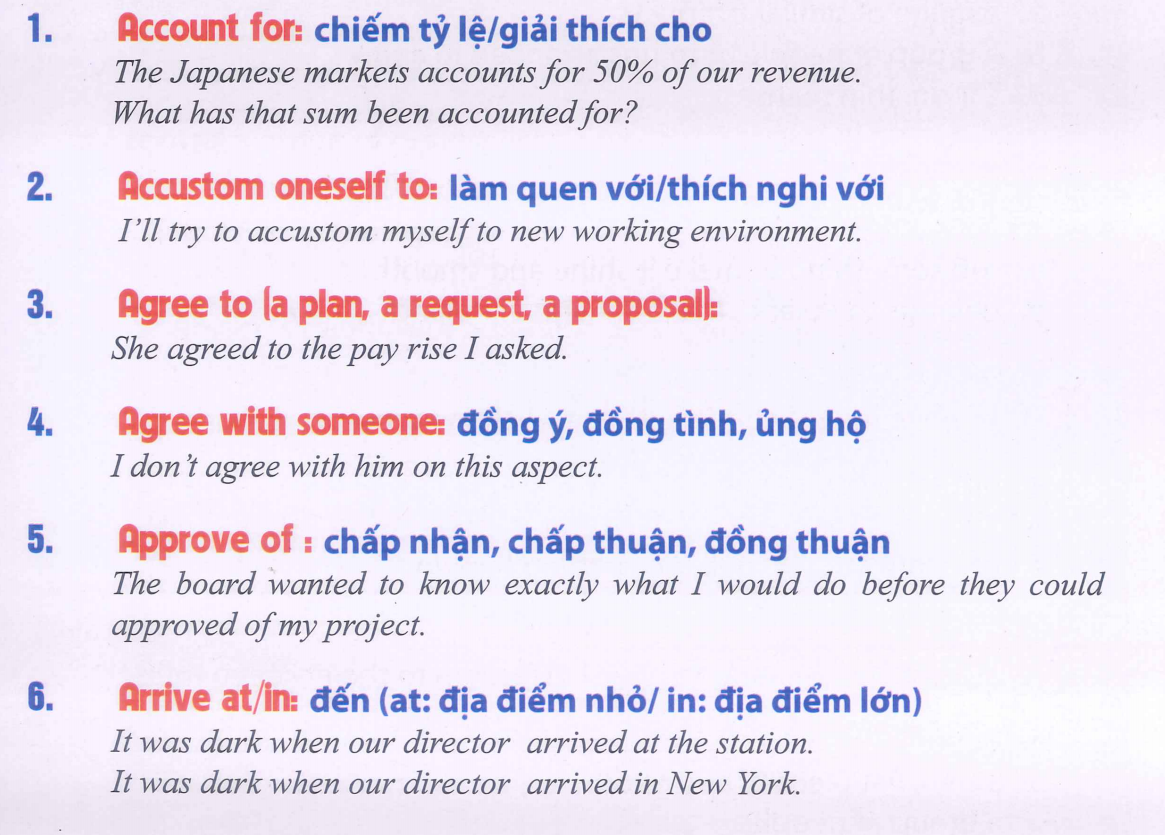 1. Account for: chiếm tỷ lệ/giải thích cho
The Japanese markets accounts for 50% of our revenue.
What has that sum been accounted for?
2. Accustom oneself to: làm quen với/thích nghi với
I'll try to accustom myself to new working environment.
3. Agree to (a plan, a request, a proposal):
She agreed to the pay rise I asked.
4. Agree with someone: đồng ý, đồng tình, ủng hộ
I don't agree with him on this aspect.
5. Approve of : chấp nhận, chấp thuận, đồng thuận
The board wanted to know exactly what I would do before they could
approved of my project.
6. Arrive at/in: đến (at: địa điểm nhỏ/ in: địa điểm lớn)
It was dark when our director arrived at the station.
It was dark when our director arrived in New York.